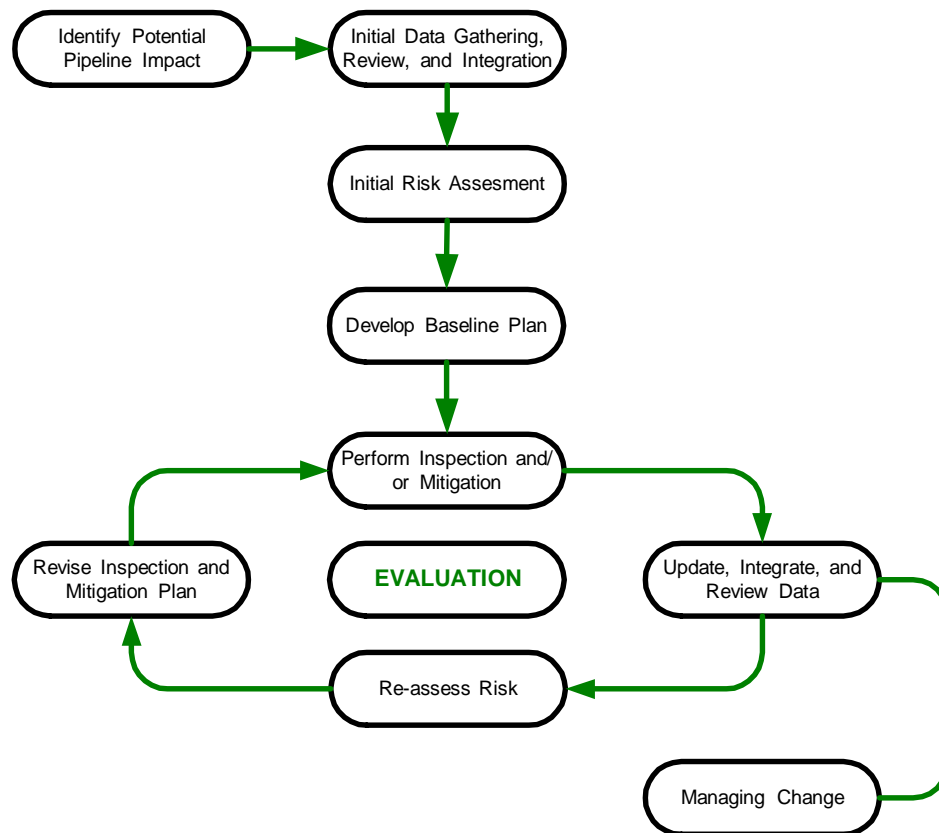 Identify Potential
Pipeline Impact
Initial Data Gathering,
Review, and Integration
Initial Risk Assesment
Develop Baseline Plan
Perform Inspection and/
or Mitigation
Revise Inspection and
Mitigation Plan
EVALUATION
Update, Integrate, and
Review Data
Re-assess Risk
Managing Change